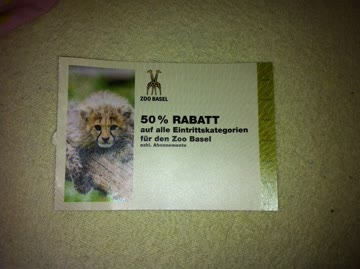 ZOO BASEL
50% RABATT
auf alle Eintrittskategorien
für den Zoo Basel
exkl. Abonnemente